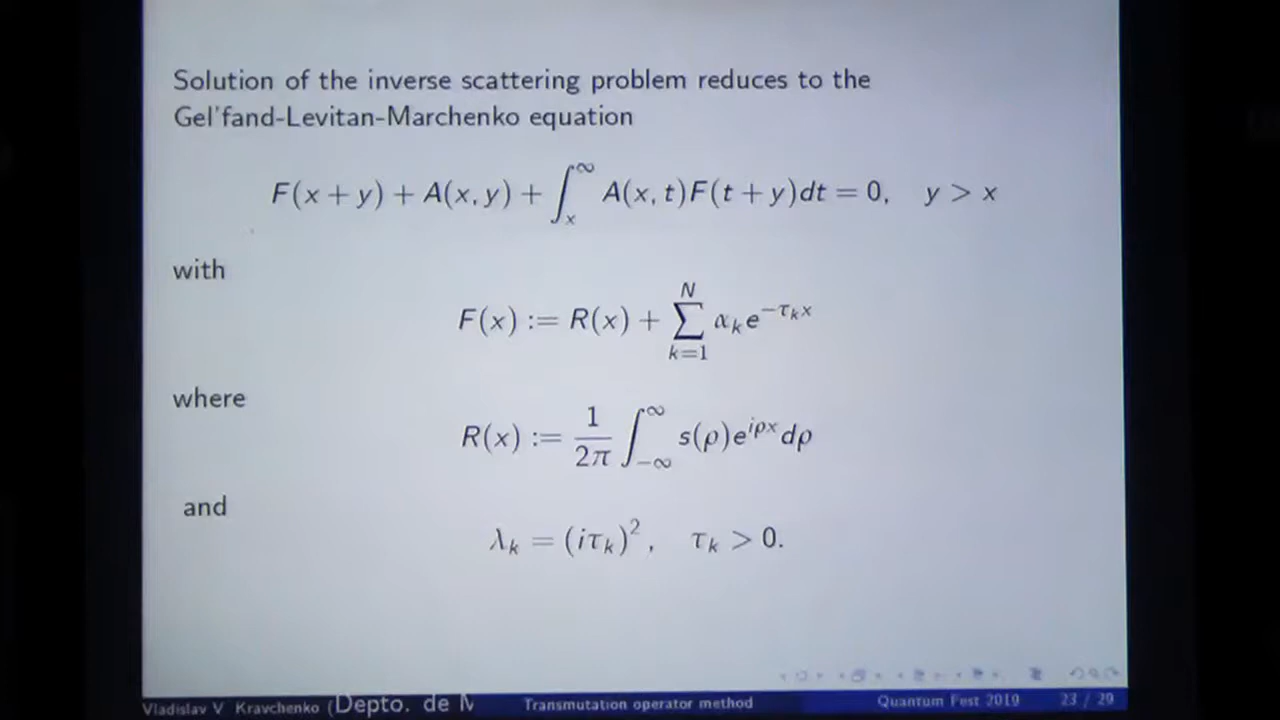 Solution of the inverse scattering problem reduces to the
Gel'fand-Levitan-Marchenko equation
F(x + y) + A(x, y) + ∫_x^∞ A(x, t)F(t + y)dt = 0, y > x
with
F(x) := R(x) + ∑_{k=1}^N α_k e^{−τ_k x}
where
R(x) := 1/2π ∫_{−∞}^∞ s(ρ)e^{iρx} dρ
and
λ_k = (iτ_k)^2, τ_k > 0.
Vladislav V Kravchenko (Depto. de M Transmutation operator method Quantum Fest 2019 23 / 29